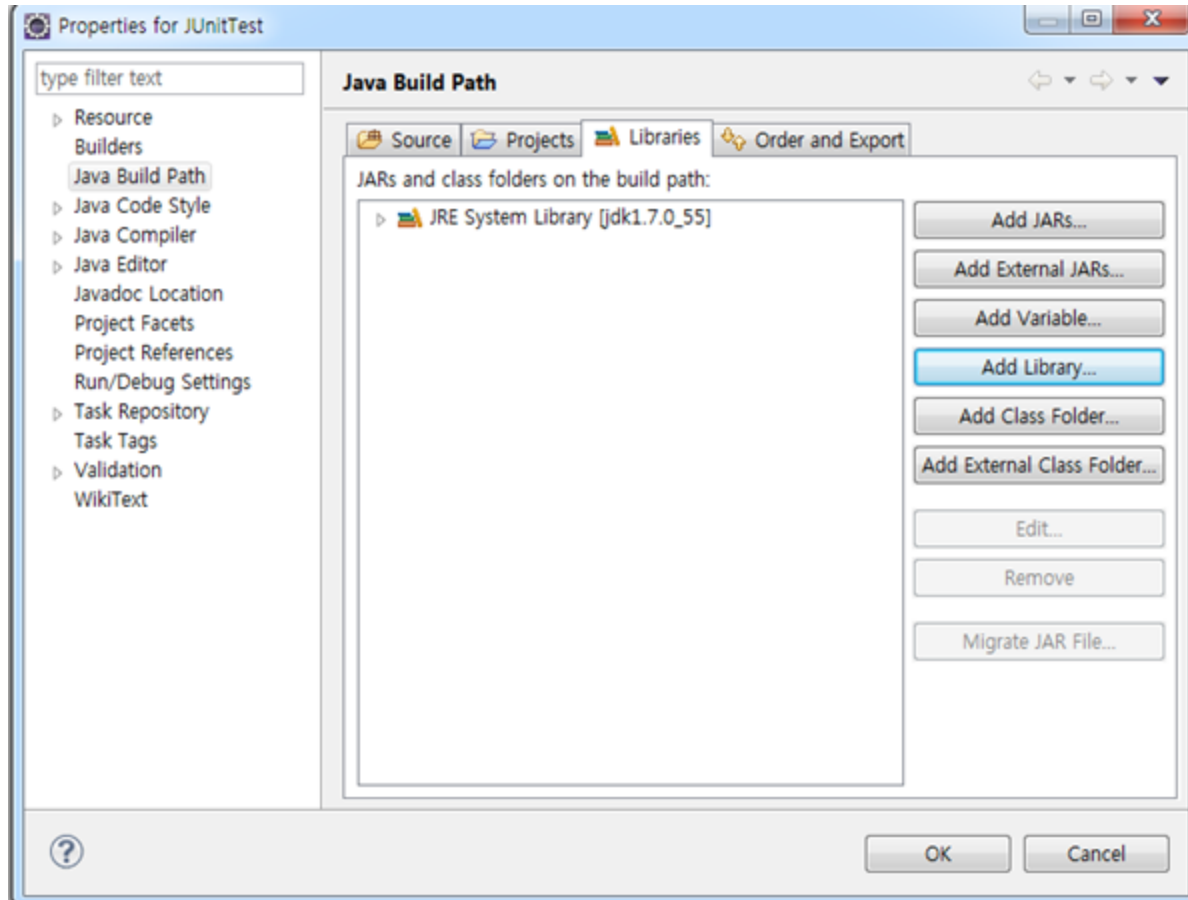 Properties for JUnitTest
type filter text
Resource
Builders
Java Build Path
Java Code Style
Java Compiler
Java Editor
Javadoc Location
Project Facets
Project References
Run/Debug Settings
Task Repository
Task Tags
Validation
WikiText
Java Build Path
Source Projects Libraries Order and Export
JARs and class folders on the build path:
JRE System Library [jdk1.7.0_55]
Add JARs...
Add External JARs...
Add Variable...
Add Library...
Add Class Folder...
Add External Class Folder...
Edit...
Remove
Migrate JAR File...
OK Cancel